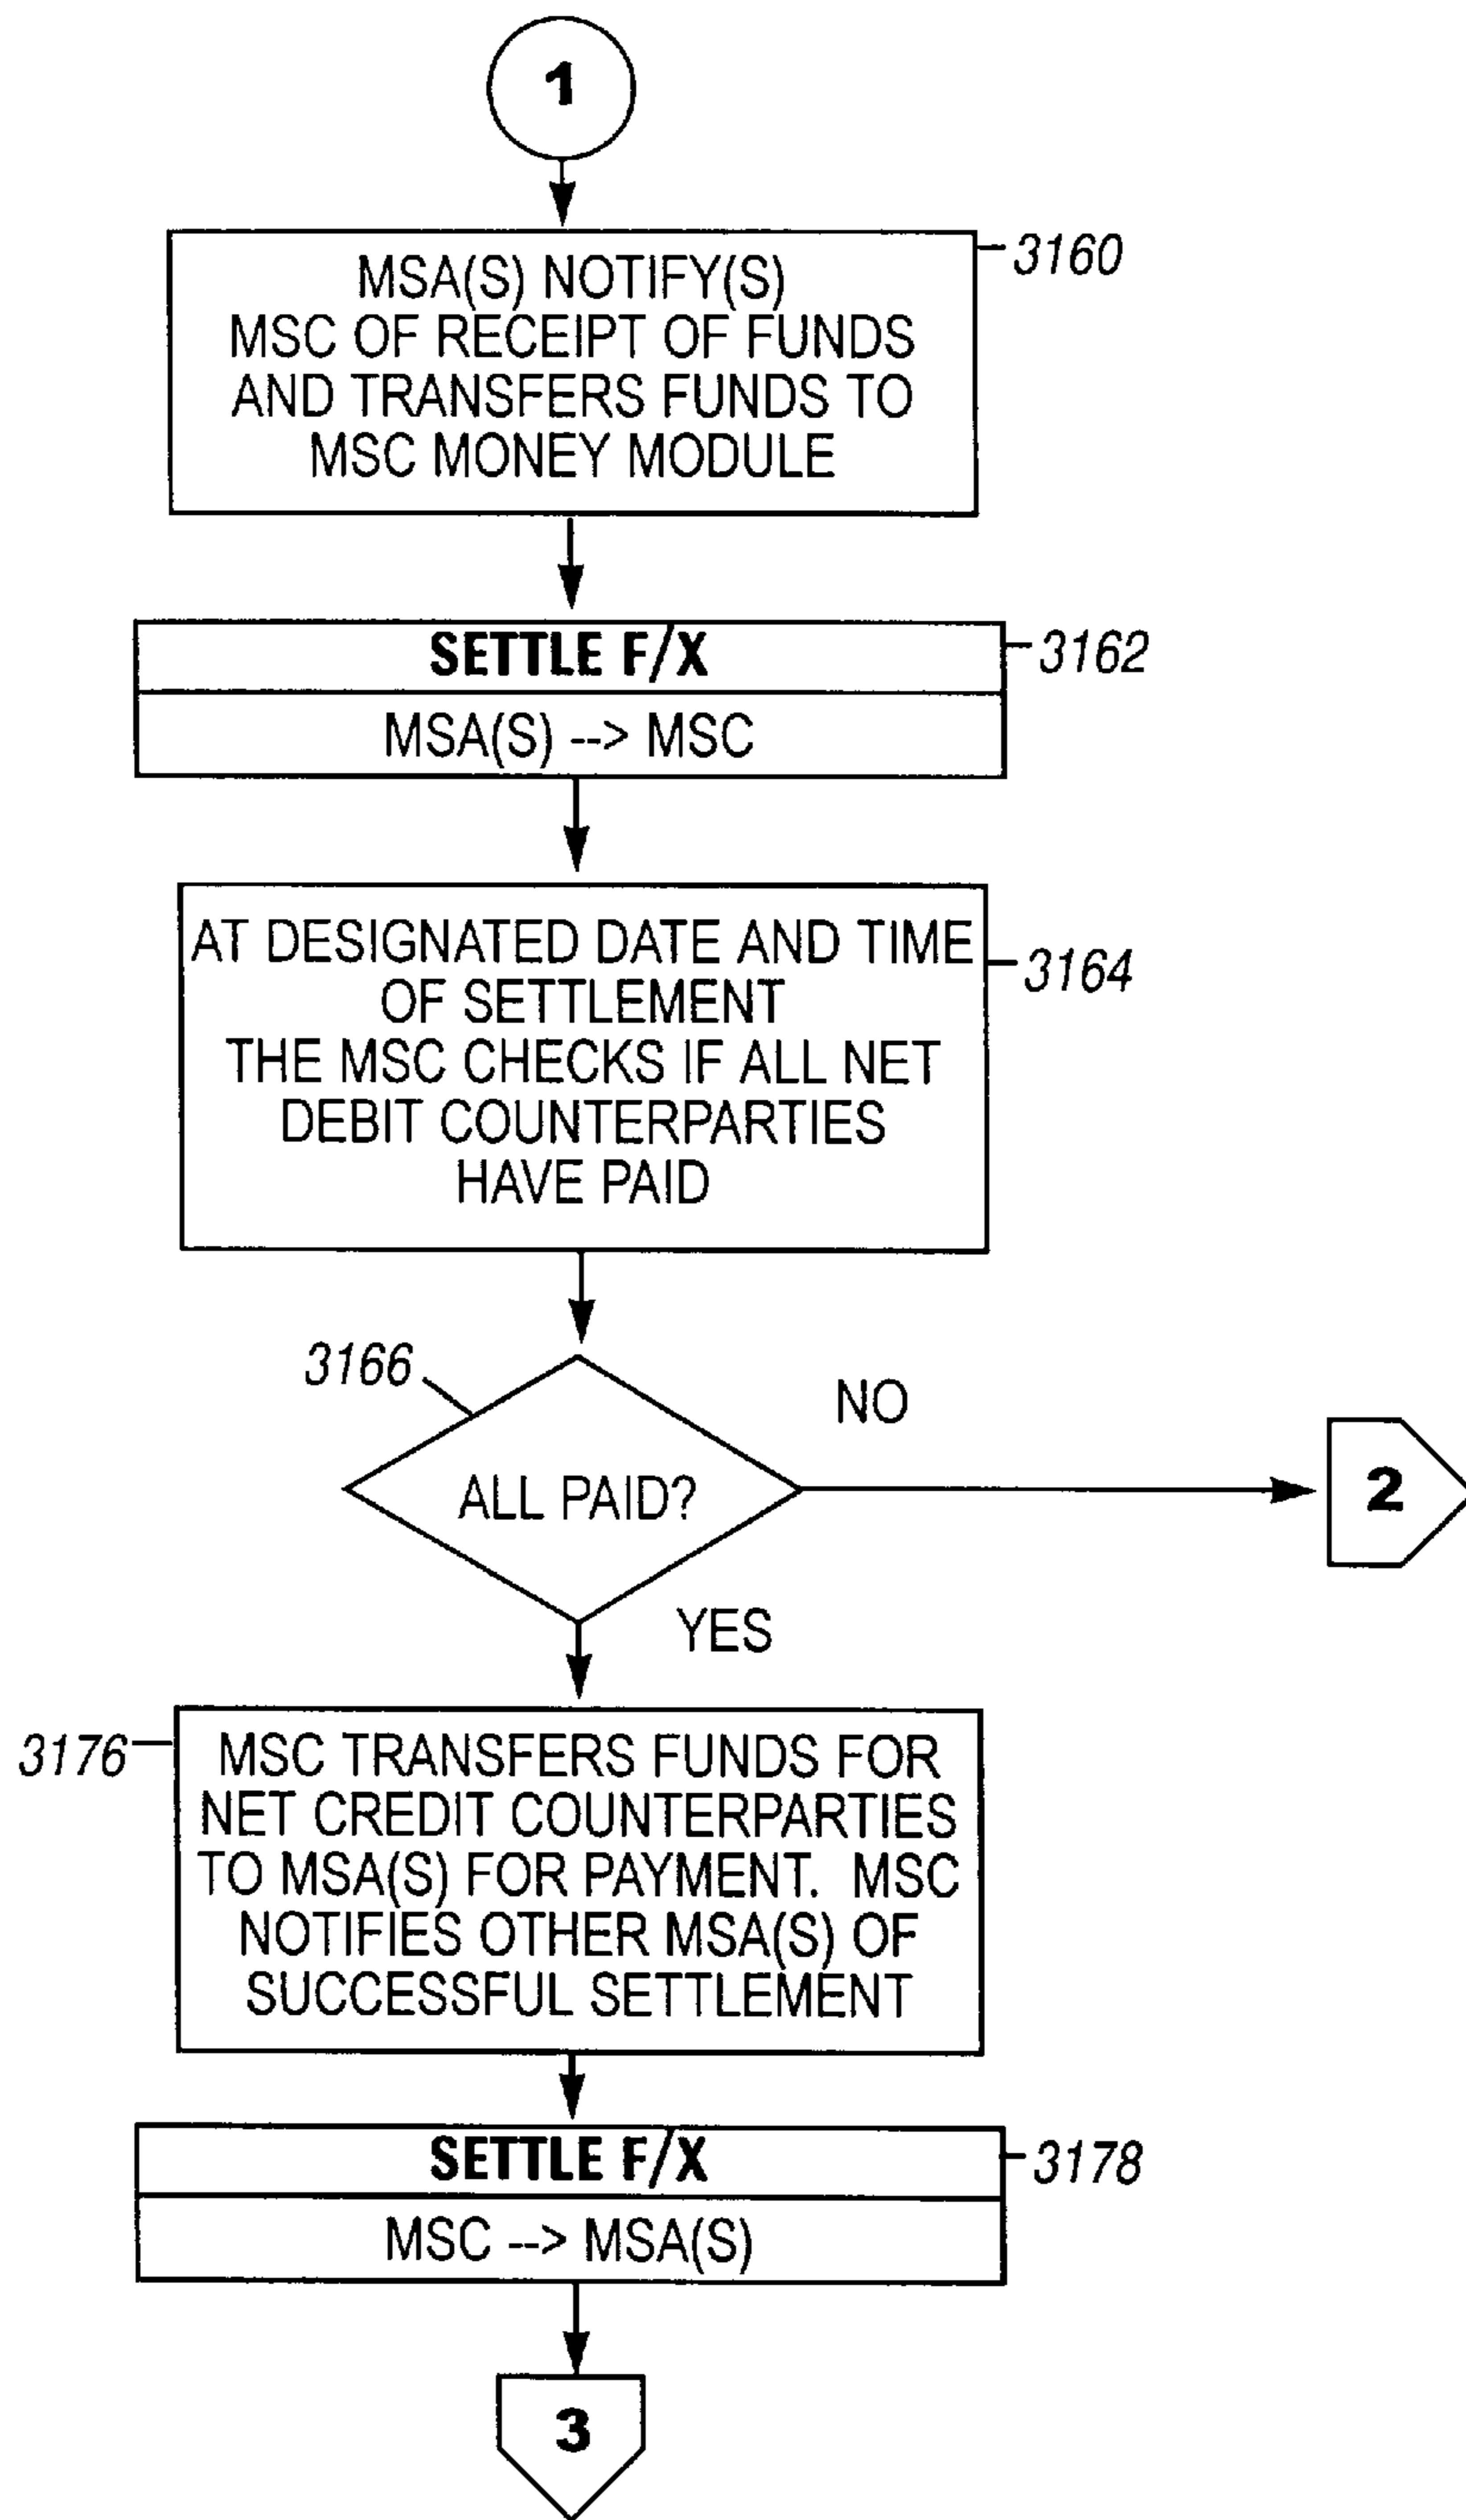 1
3160
MSA(S) NOTIFY(S)
MSC OF RECEIPT OF FUNDS
AND TRANSFERS FUNDS TO
MSC MONEY MODULE
SETTLE F/X
3162
MSA(S) --> MSC
AT DESIGNATED DATE AND TIME
3164
OF SETTLEMENT
THE MSC CHECKS IF ALL NET
DEBIT COUNTERPARTIES
HAVE PAID
3166
NO
ALL PAID?
2
YES
3176
MSC TRANSFERS FUNDS FOR
NET CREDIT COUNTERPARTIES
TO MSA(S) FOR PAYMENT. MSC
NOTIFIES OTHER MSA(S) OF
SUCCESSFUL SETTLEMENT
SETTLE F/X
3178
MSC --> MSA(S)
3